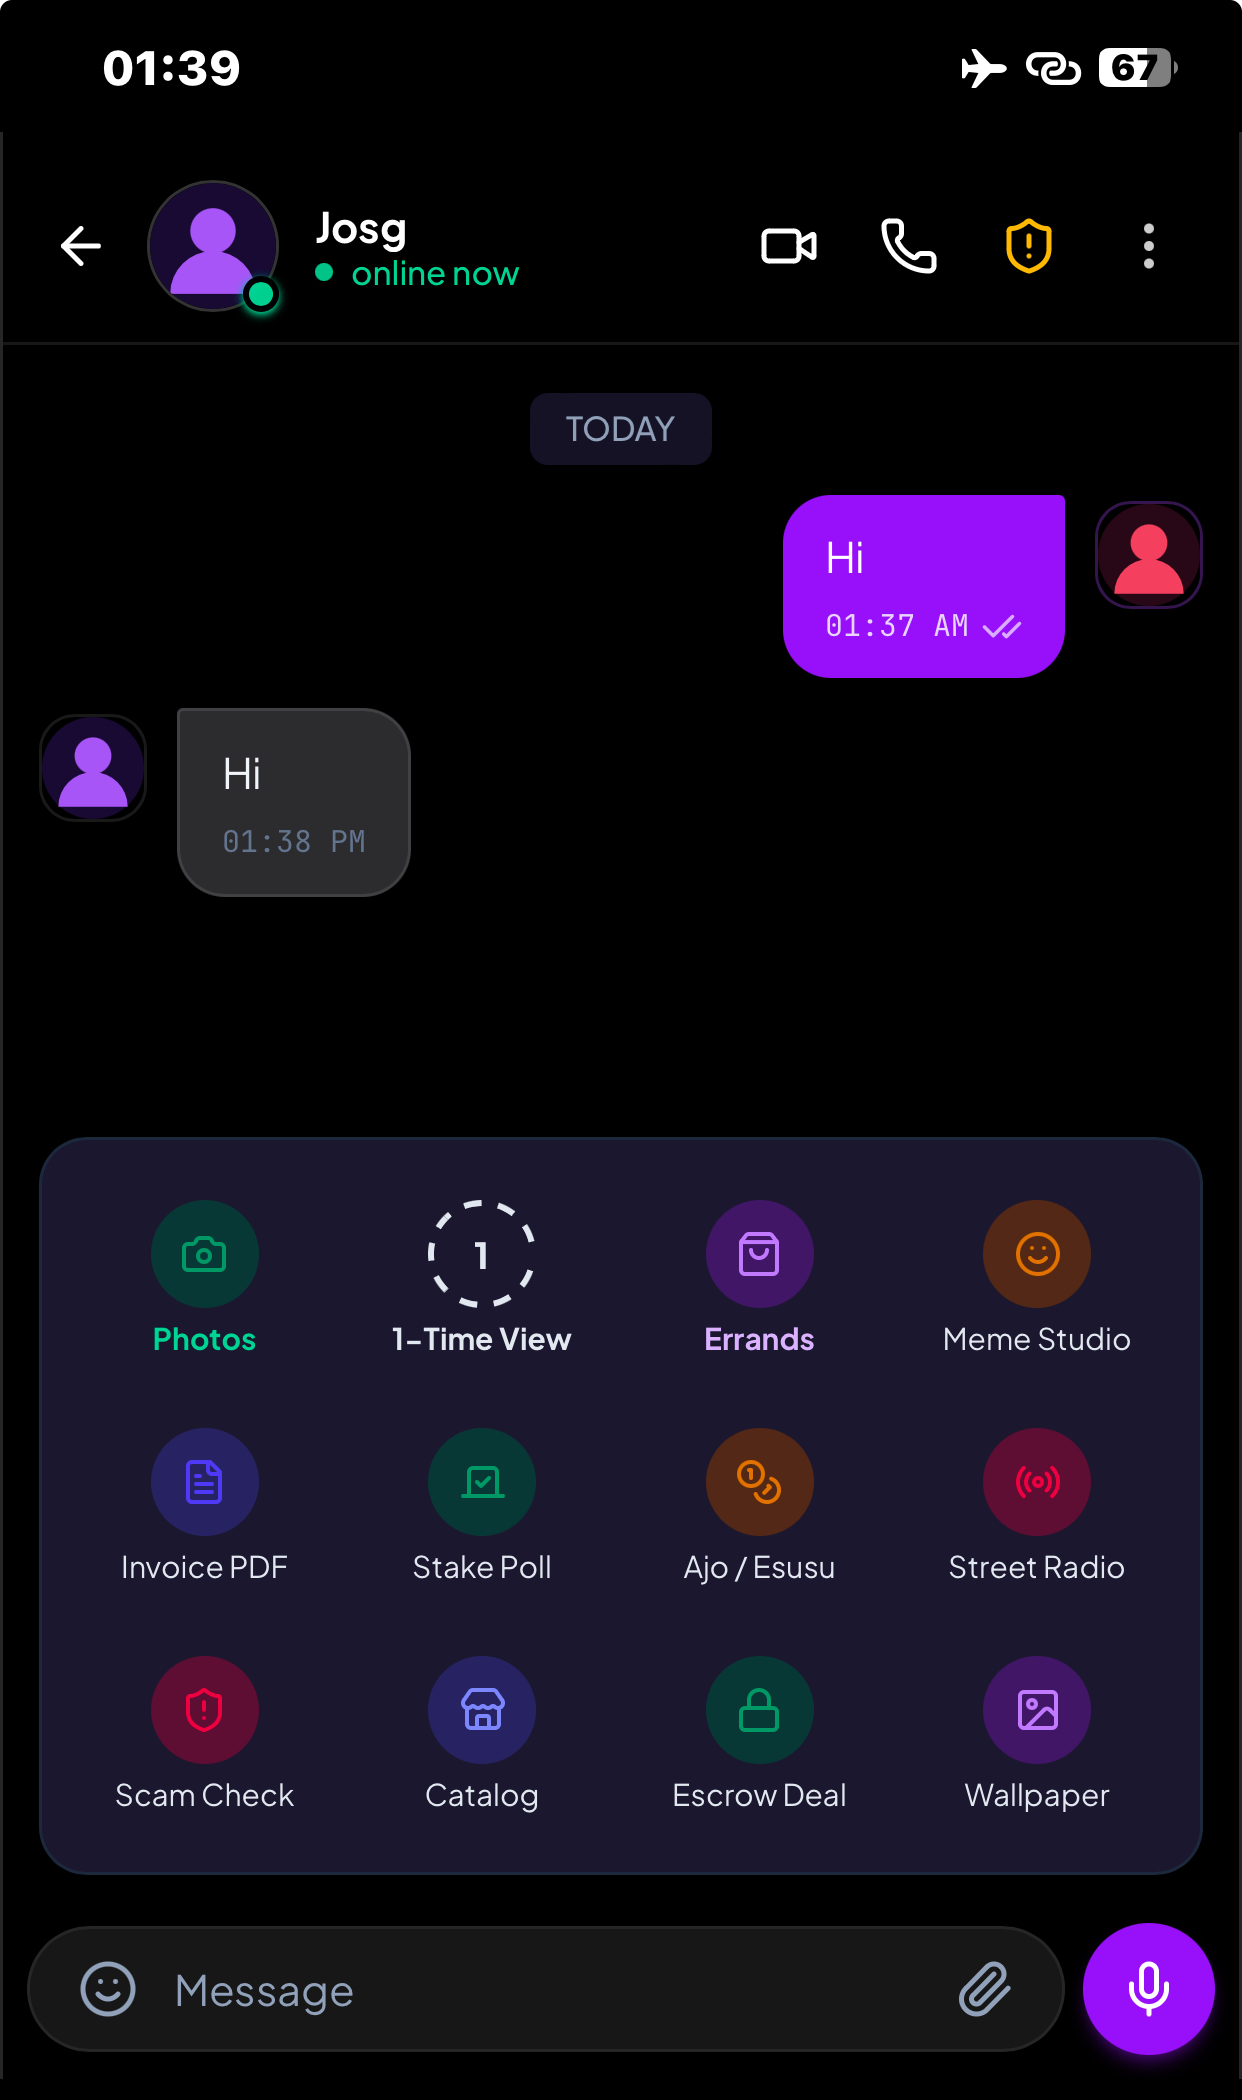 01:39
67
Josg
online now
TODAY
Hi
01:37 AM
Hi
01:38 PM
1
Photos
1-Time View
Errands
Meme Studio
1
Invoice PDF
Stake Poll
Ajo / Esusu
Street Radio
Scam Check
Catalog
Escrow Deal
Wallpaper
Message